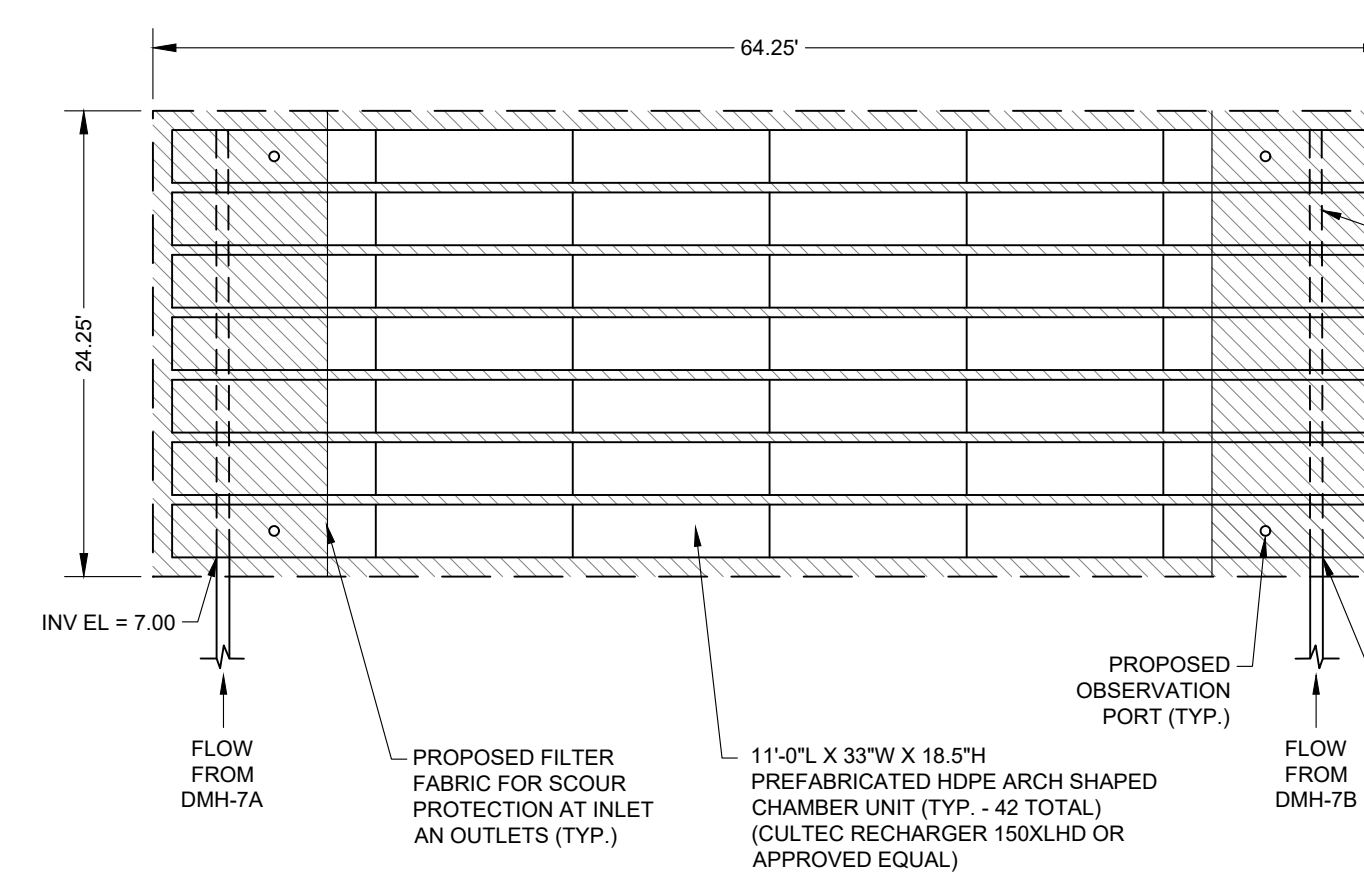 64.25'
24.25'
INV EL = 7.00
FLOW
FROM
DMH-7A
PROPOSED FILTER
FABRIC FOR SCOUR
PROTECTION AT INLET
AN OUTLETS (TYP.)
11'-0"L X 33"W X 18.5"H
PREFABRICATED HDPE ARCH SHAPED
CHAMBER UNIT (TYP. - 42 TOTAL)
(CULTEC RECHARGER 150XLHD OR
APPROVED EQUAL)
PROPOSED
OBSERVATION
PORT (TYP.)
FLOW
FROM
DMH-7B